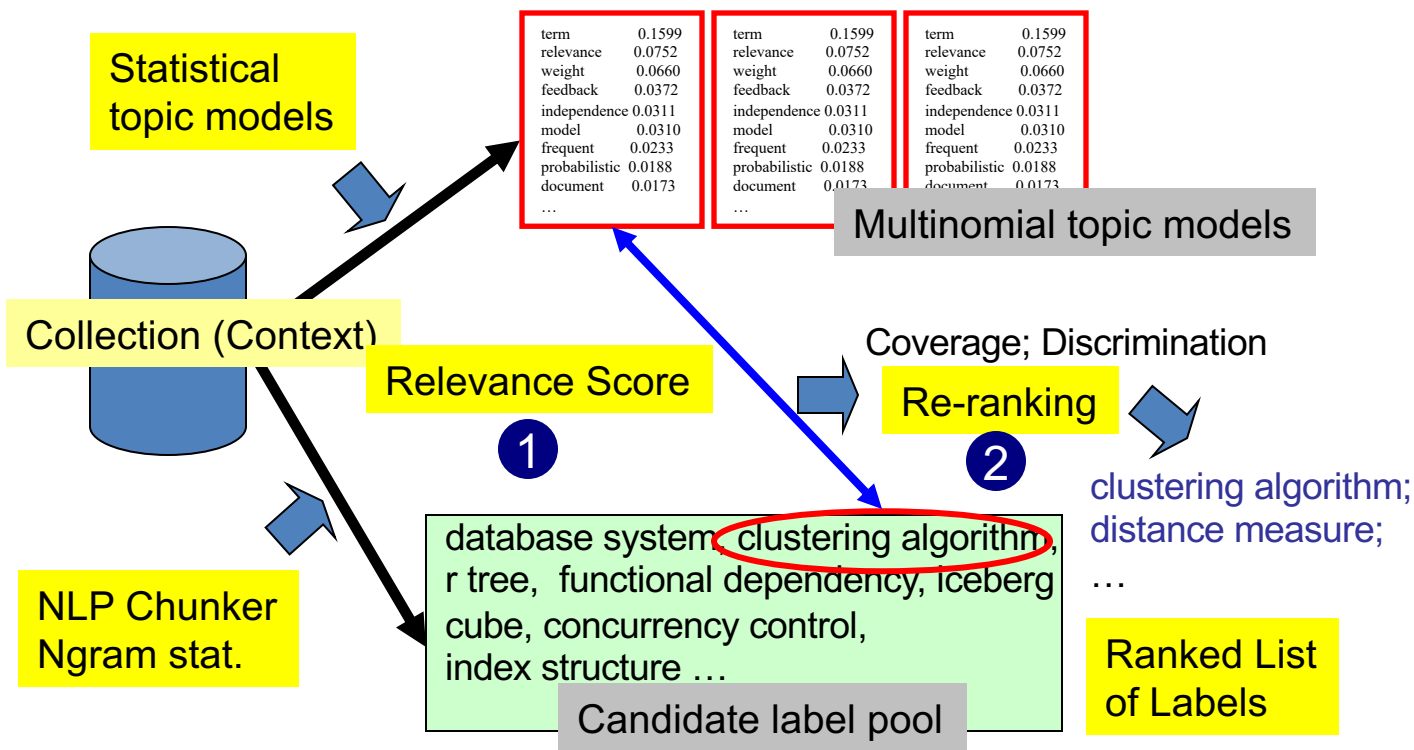 Statistical
topic models
term 0.1599
relevance 0.0752
weight 0.0660
feedback 0.0372
independence 0.0311
model 0.0310
frequent 0.0233
probabilistic 0.0188
document 0.0173
…
term 0.1599
relevance 0.0752
weight 0.0660
feedback 0.0372
independence 0.0311
model 0.0310
frequent 0.0233
probabilistic 0.0188
document 0.0173
…
term 0.1599
relevance 0.0752
weight 0.0660
feedback 0.0372
independence 0.0311
model 0.0310
frequent 0.0233
probabilistic 0.0188
document 0.0173
Multinomial topic models
Collection (Context)
Relevance Score
1
Coverage; Discrimination
Re-ranking
2
clustering algorithm;
distance measure;
…
Ranked List
of Labels
NLP Chunker
Ngram stat.
database system, clustering algorithm,
r tree, functional dependency, iceberg
cube, concurrency control,
index structure …
Candidate label pool